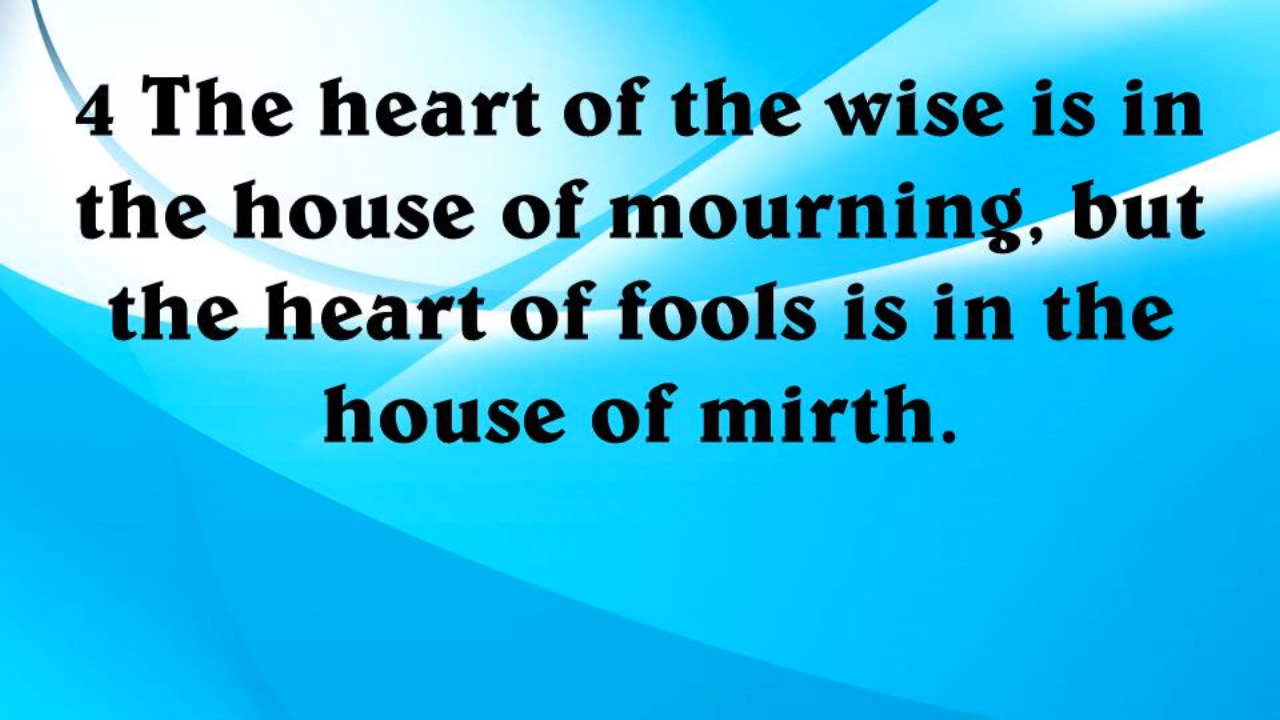 4 The heart of the wise is in
the house of mourning, but
the heart of fools is in the
house of mirth.